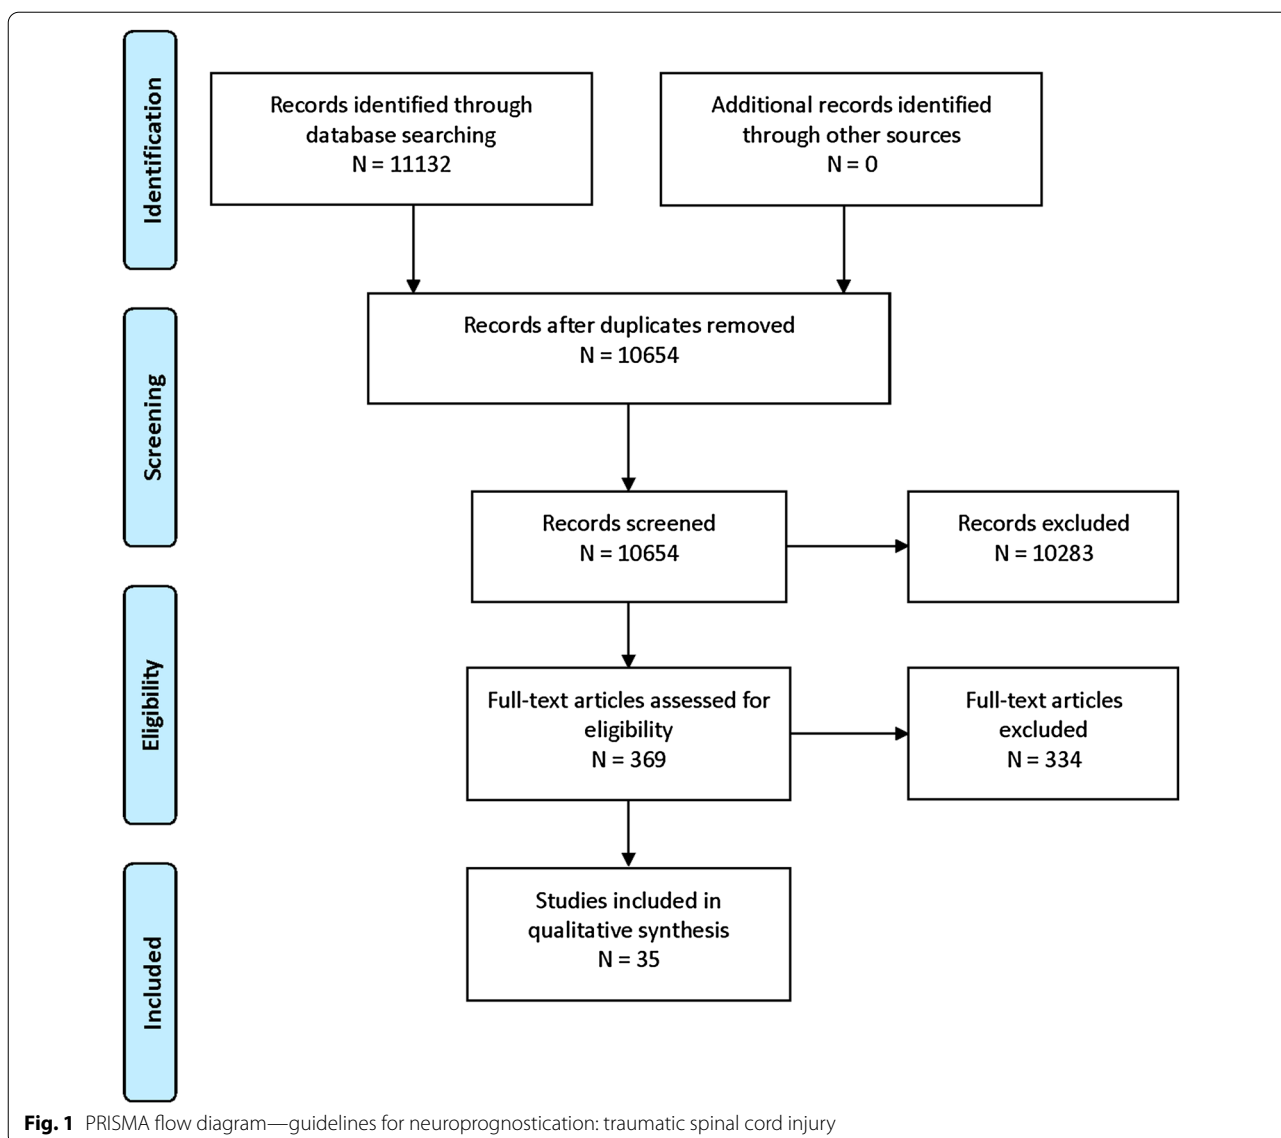 Identification
Records identified through
database searching
N = 11132
Additional records identified
through other sources
N = 0
Screening
Records after duplicates removed
N = 10654
Records screened
N = 10654
Records excluded
N = 10283
Eligibility
Full-text articles assessed for
eligibility
N = 369
Full-text articles
excluded
N = 334
Included
Studies included in
qualitative synthesis
N = 35
Fig. 1 PRISMA flow diagram—guidelines for neuroprognostication: traumatic spinal cord injury